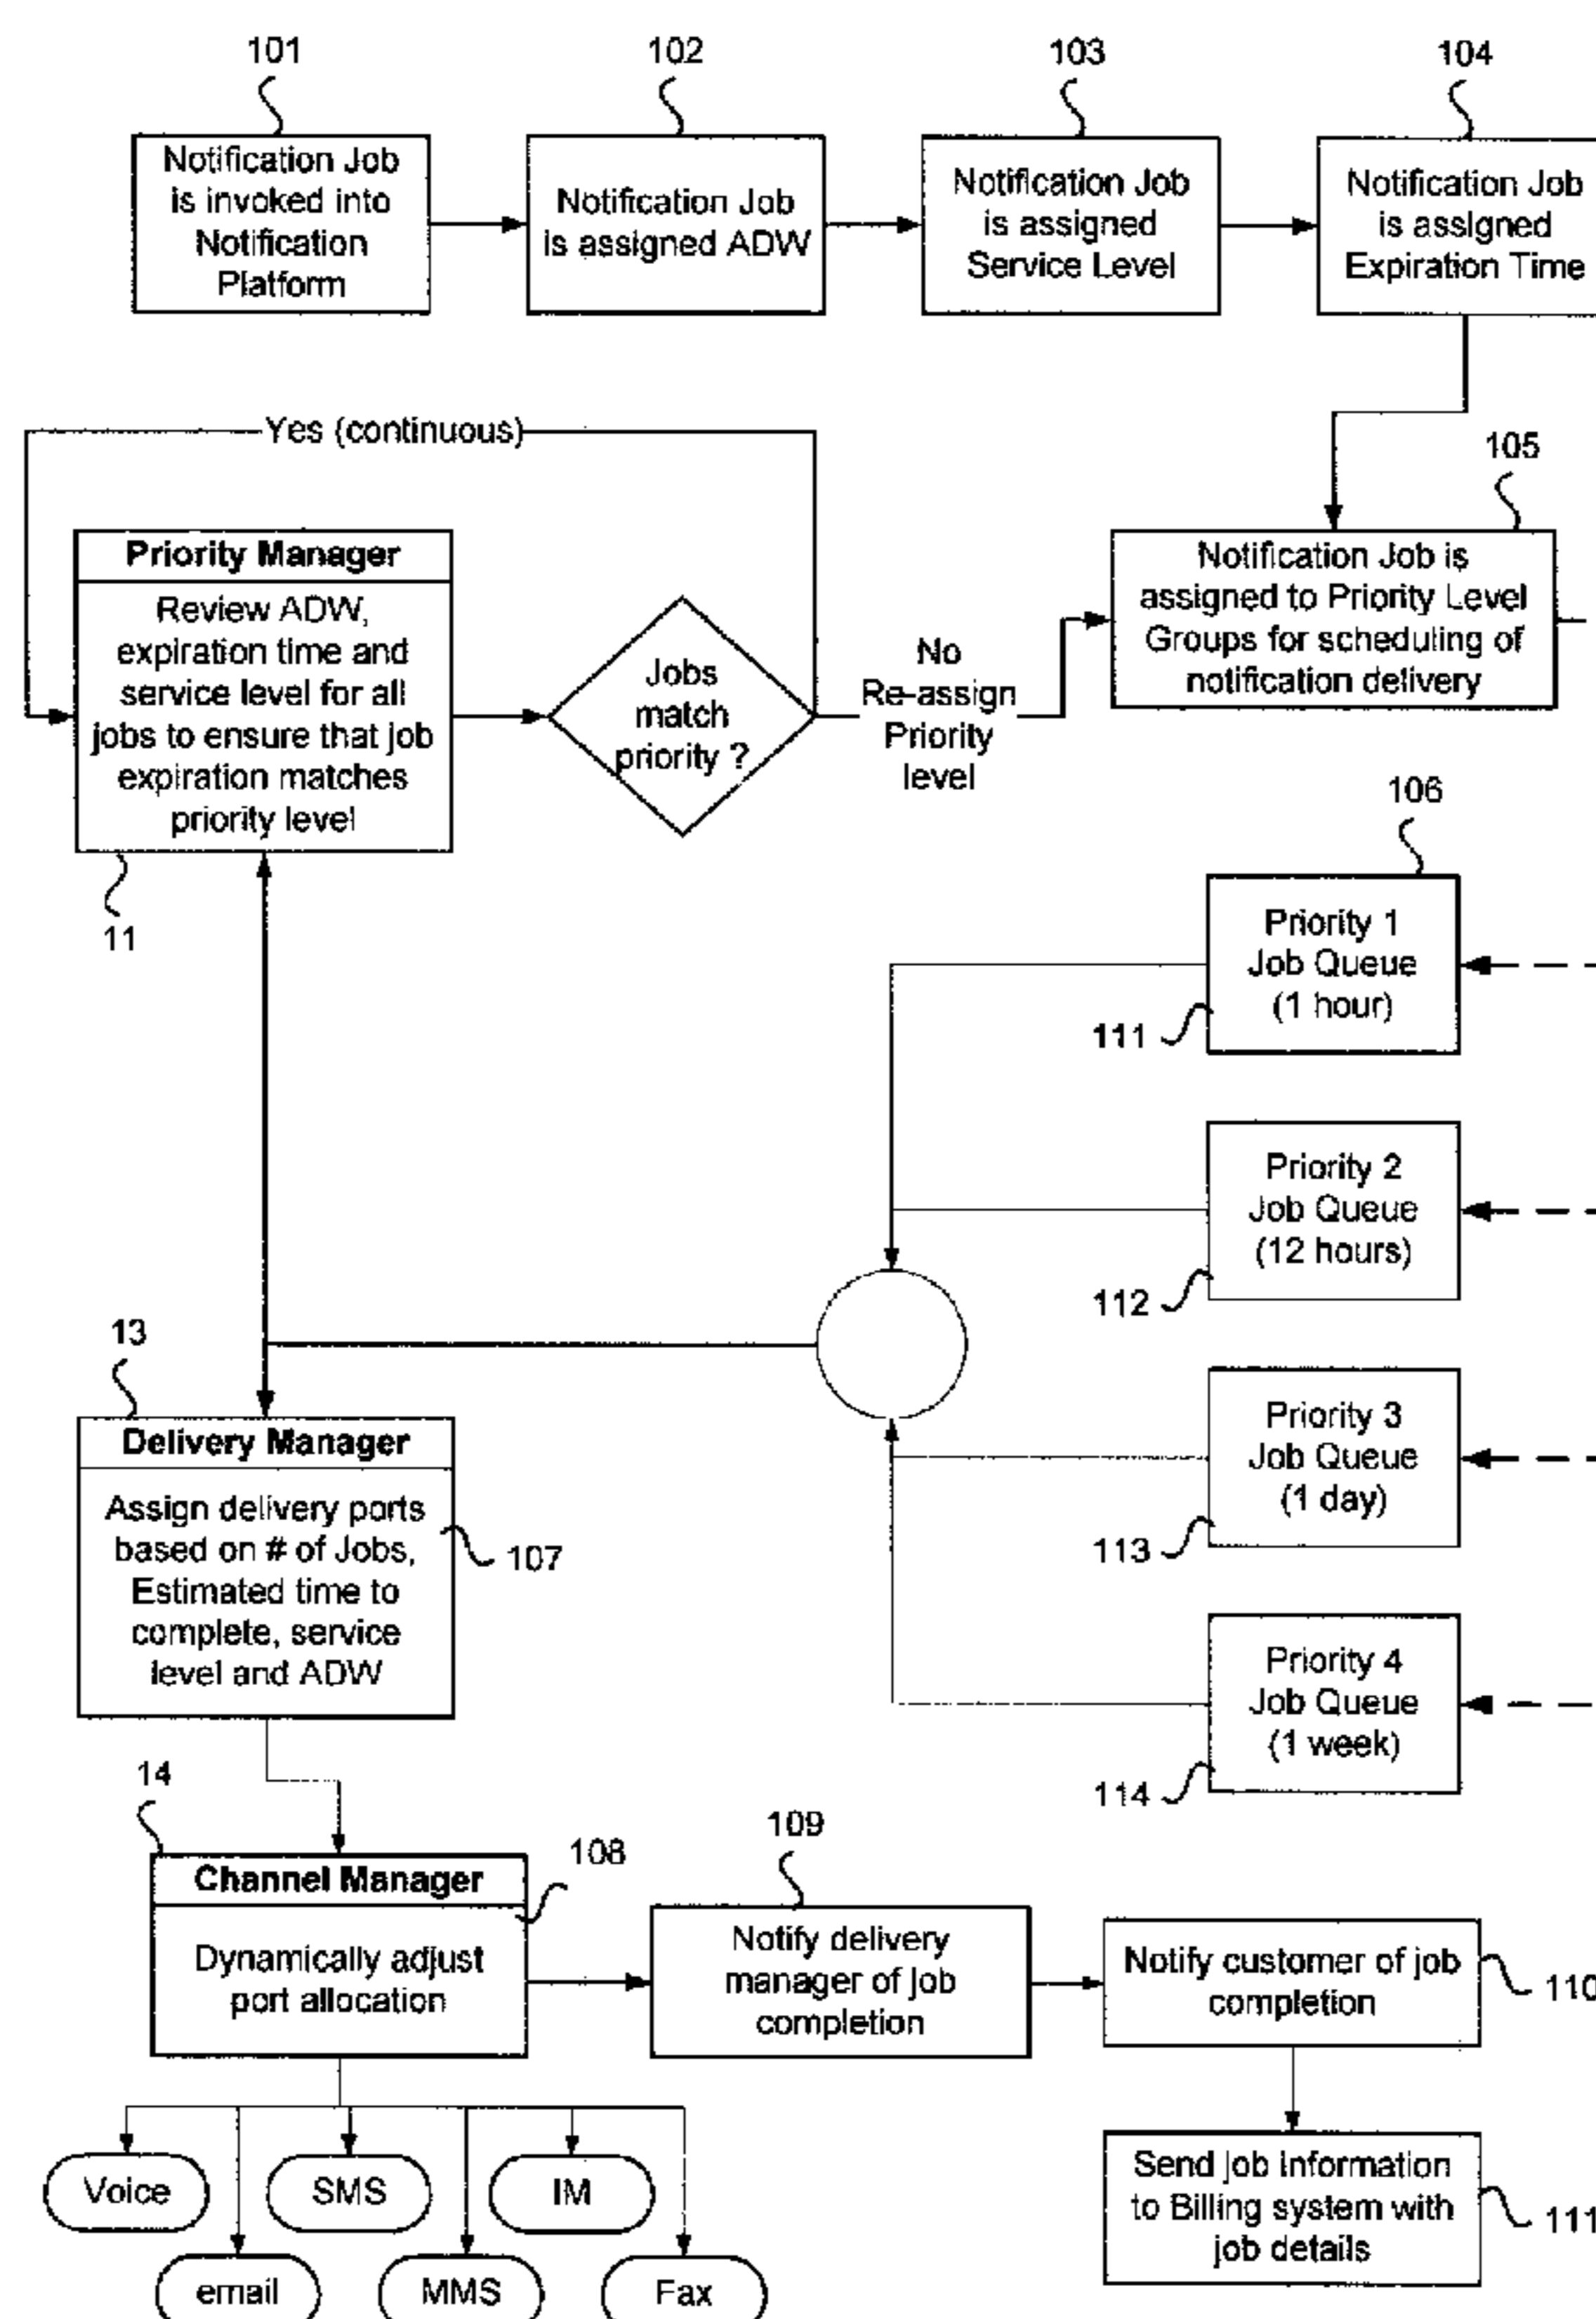 101
102
103
104
Notification Job
is invoked into
Notification
Platform
Notification Job
is assigned ADW
Notification Job
is assigned
Service Level
Notification Job
is assigned
Expiration Time
Yes (continuous)
105
Priority Manager
Review ADW,
expiration time and
service level for all
jobs to ensure that job
expiration matches
priority level
11
Jobs
match
priority ?
No
Re-assign
Priority
level
Notification Job is
assigned to Priority Level
Groups for scheduling of
notification delivery
106
Priority 1
Job Queue
(1 hour)
111
Priority 2
Job Queue
(12 hours)
112
Priority 3
Job Queue
(1 day)
113
Priority 4
Job Queue
(1 week)
114
13
Delivery Manager
Assign delivery ports
based on # of Jobs,
Estimated time to
complete, service
level and ADW
107
14
Channel Manager
Dynamically adjust
port allocation
108
109
Notify delivery
manager of job
completion
Notify customer of job
completion
110
Send job information
to Billing system with
job details
111
Voice
SMS
IM
email
MMS
Fax